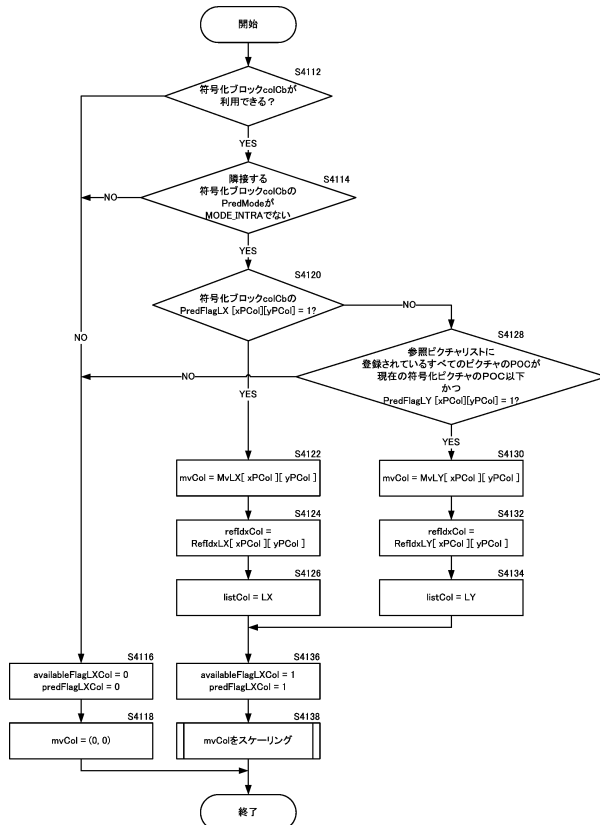 開始
S4112
符号化ブロックcolCbが
利用できる？
YES
S4114
隣接する
符号化ブロックcolCbの
PredModeが
MODE_INTRAでない
NO
YES
S4120
符号化ブロックcolCbの
PredFlagLX [xPCol][yPCol] = 1?
NO
S4128
参照ピクチャリストに
登録されているすべてのピクチャのPOCが
現在の符号化ピクチャのPOC以下
かつ
PredFlagLY [xPCol][yPCol] = 1?
NO
NO
YES
YES
S4122
mvCol = MvLX[ xPCol ][ yPCol ]
S4130
mvCol = MvLY[ xPCol ][ yPCol ]
S4124
refIdxCol =
RefIdxLX[ xPCol ][ yPCol ]
S4132
refIdxCol =
RefIdxLY[ xPCol ][ yPCol ]
S4126
listCol = LX
S4134
listCol = LY
S4116
availableFlagLXCol = 0
predFlagLXCol = 0
S4136
availableFlagLXCol = 1
predFlagLXCol = 1
S4118
mvCol = (0, 0)
S4138
mvColをスケーリング
終了